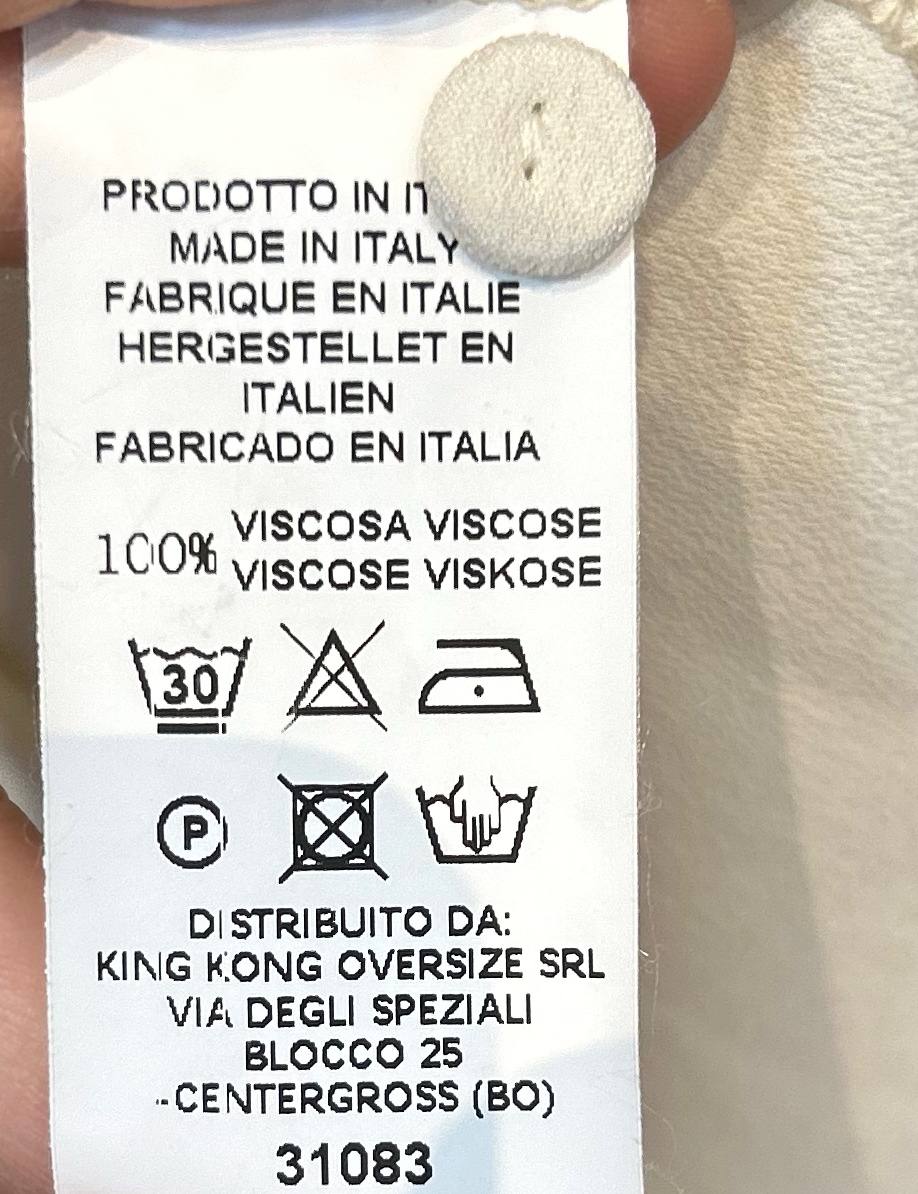 PRODOTTO IN
MADE IN ITALY
FABRIQUE EN ITALIE
HERGESTELLET EN
ITALIEN
FABRICADO EN ITALIA
100% VISCOSA VISCOSE
VISCOSE VISKOSE
30
P
DISTRIBUITO DA:
KING KONG OVERSIZE SRL
VIA DEGLI SPEZIALI
BLOCCO 25
-CENTERGROSS (BO)
31083